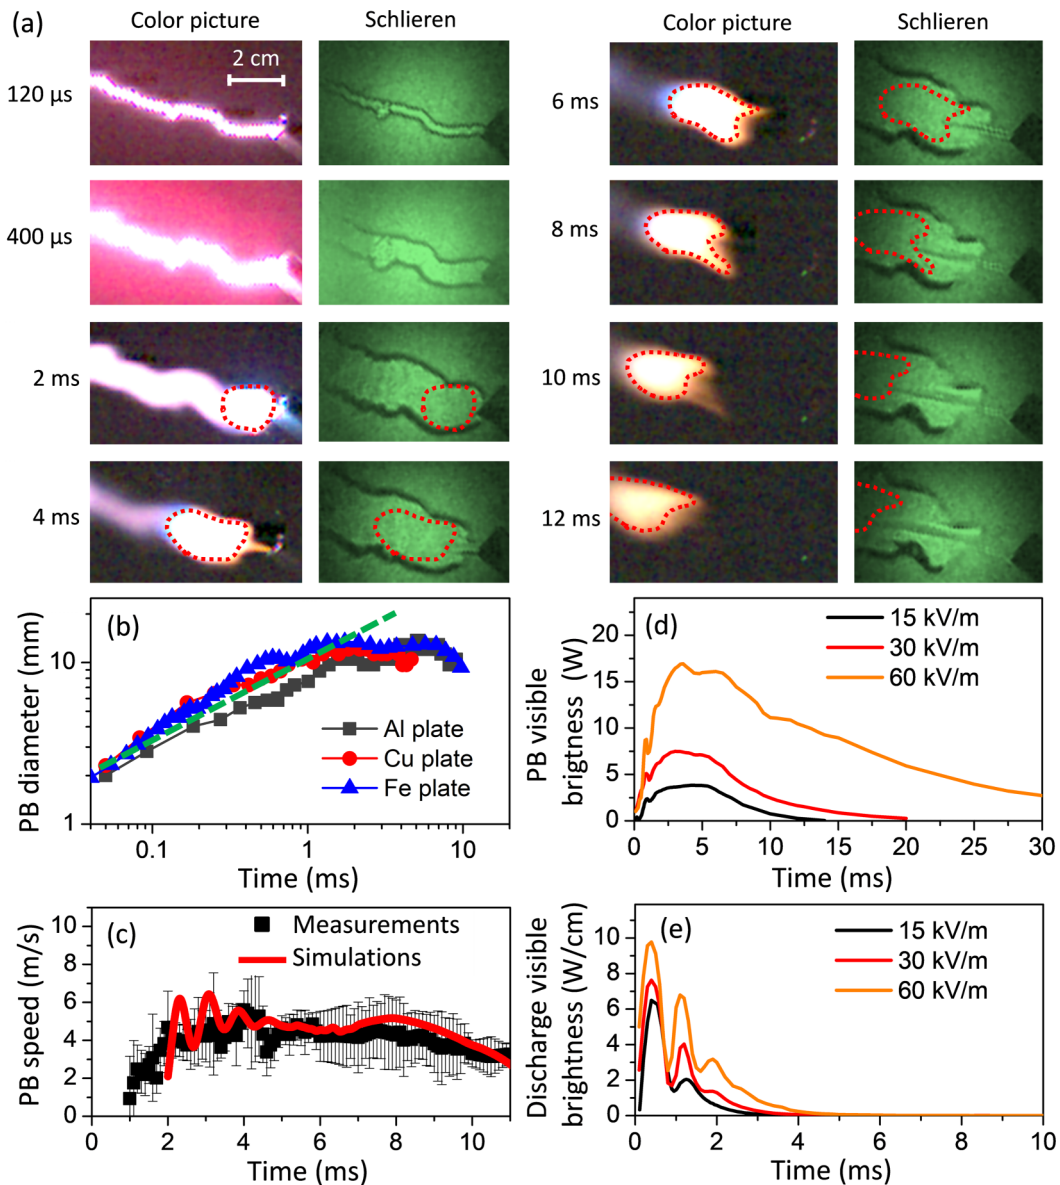 (a)
Color picture
Schlieren
Color picture
Schlieren
2 cm
120 µs
400 µs
2 ms
4 ms
6 ms
8 ms
10 ms
12 ms
(b)
PB diameter (mm)
10
1
0.1
1
10
Time (ms)
Al plate
Cu plate
Fe plate
(d)
PB visible
brigtness (W)
20
15
10
5
0
0
5
10
15
20
25
30
Time (ms)
15 kV/m
30 kV/m
60 kV/m
(c)
PB speed (m/s)
10
8
6
4
2
0
0
2
4
6
8
10
Time (ms)
Measurements
Simulations
(e)
Discharge visible
brightness (W/cm)
10
8
6
4
2
0
0
2
4
6
8
10
Time (ms)
15 kV/m
30 kV/m
60 kV/m